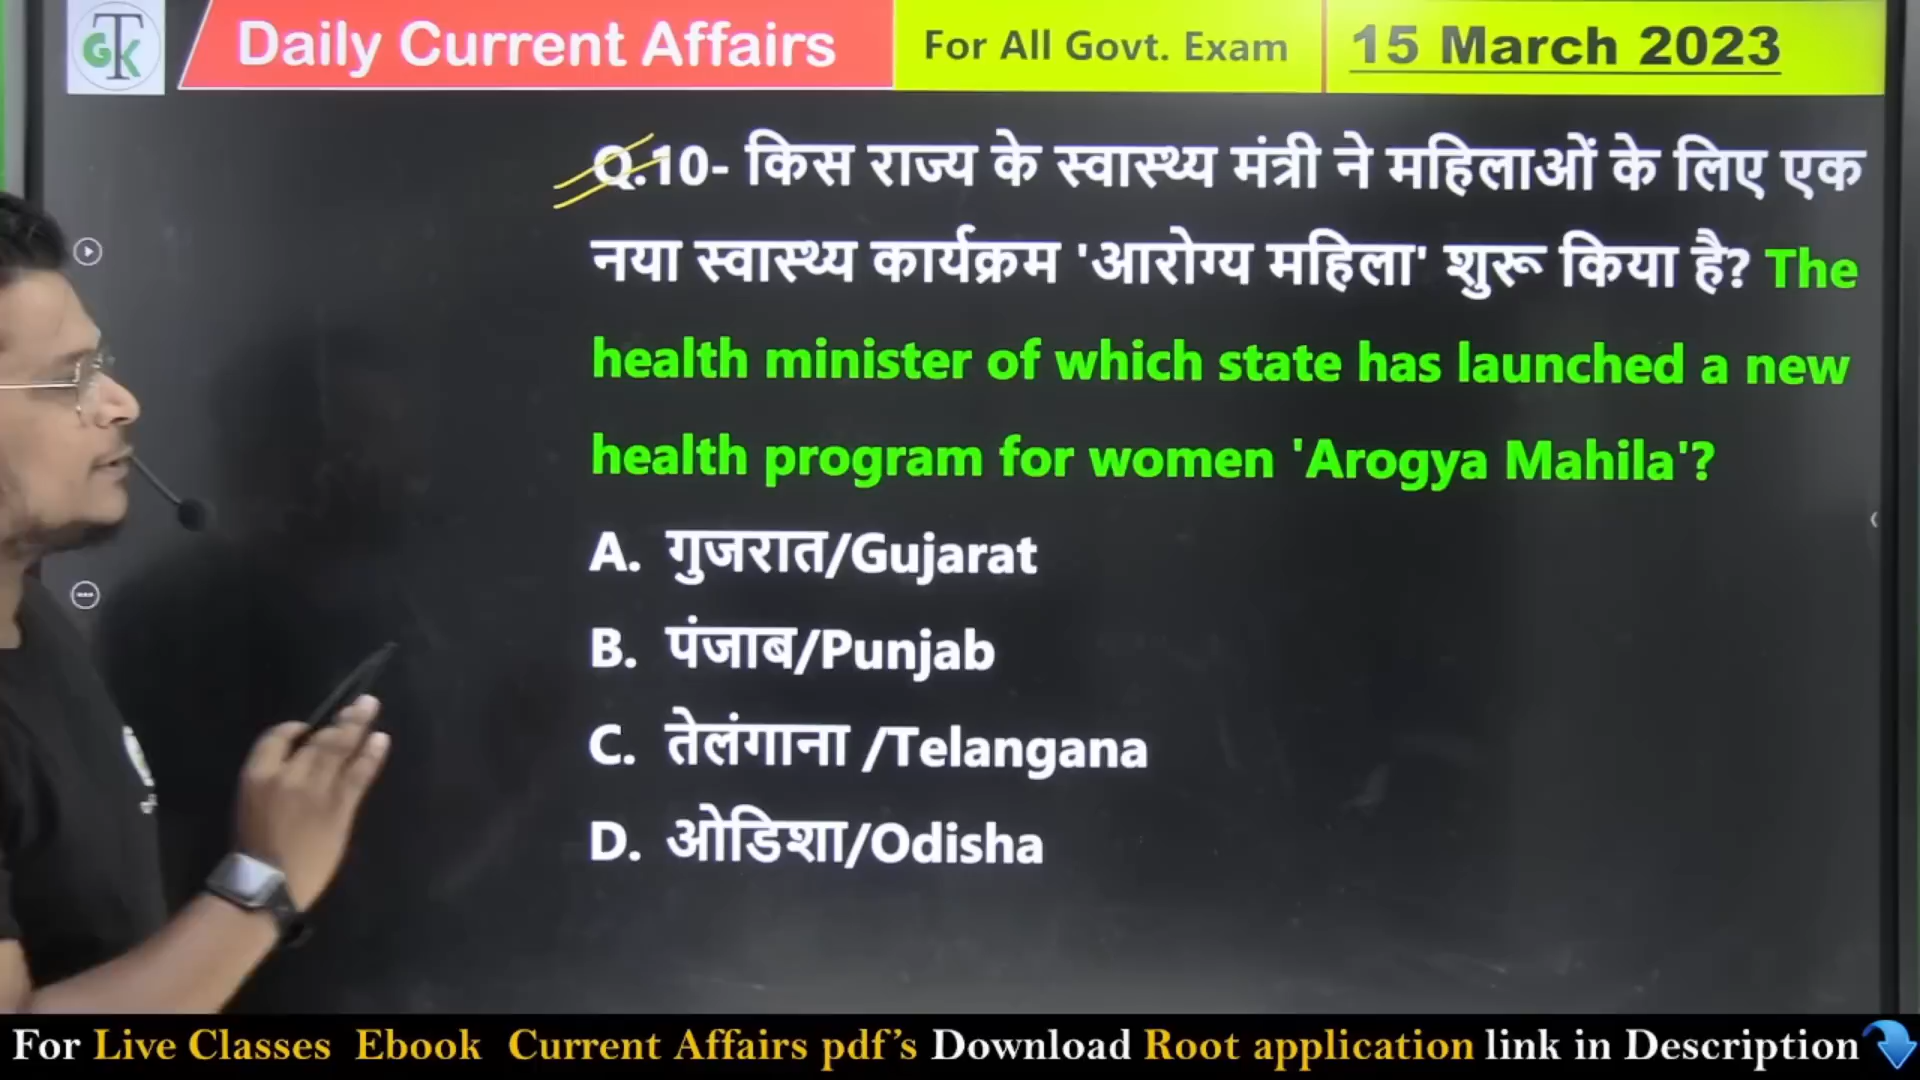 TGK
Daily Current Affairs
For All Govt. Exam
15 March 2023
Q.10- किस राज्य के स्वास्थ्य मंत्री ने महिलाओं के लिए एक
नया स्वास्थ्य कार्यक्रम 'आरोग्य महिला' शुरू किया है? The
health minister of which state has launched a new
health program for women 'Arogya Mahila'?
A. गुजरात/Gujarat
B. पंजाब/Punjab
C. तेलंगाना /Telangana
D. ओडिशा/Odisha
For Live Classes Ebook Current Affairs pdf’s Download Root application link in Description